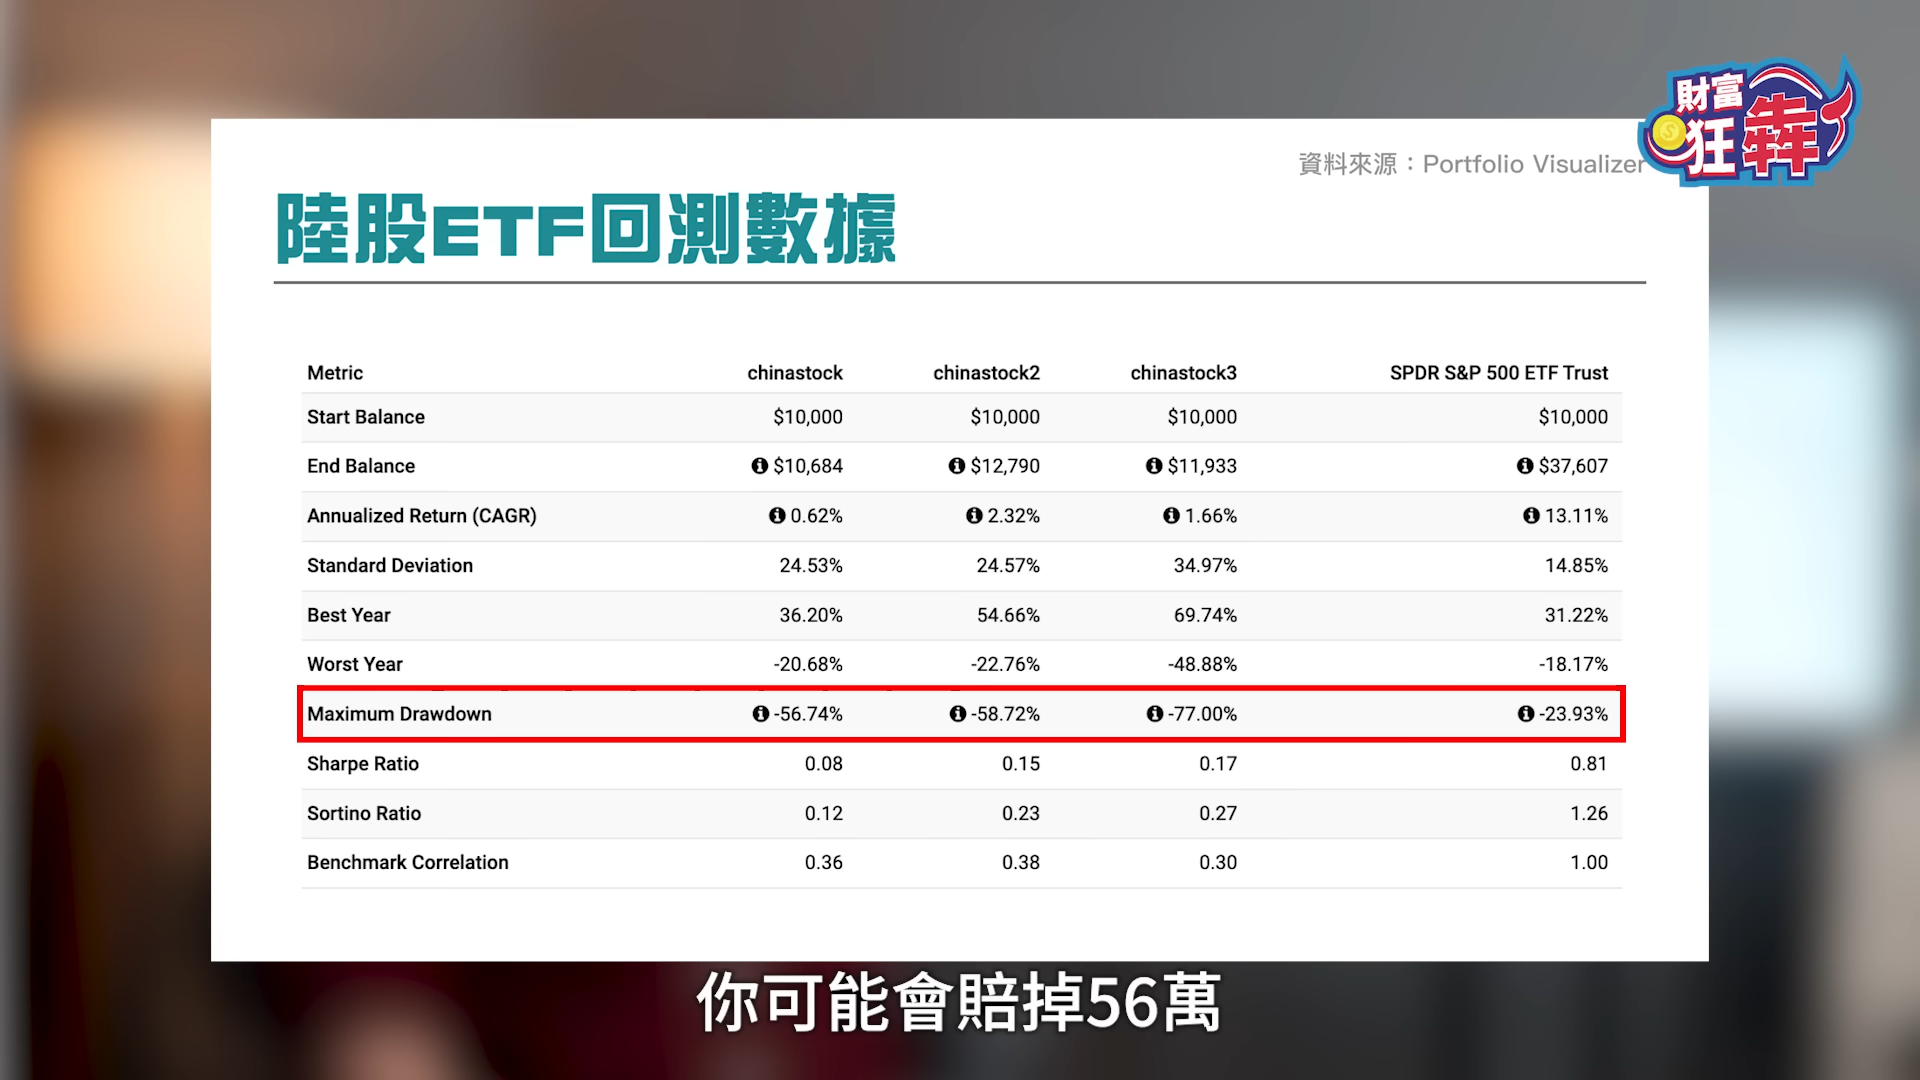 財富
狂犇
資料來源：Portfolio Visualizer
陸股ETF回測數據
Metric chinastock chinastock2 chinastock3 SPDR S&P 500 ETF Trust
Start Balance $10,000 $10,000 $10,000 $10,000
End Balance $10,684 $12,790 $11,933 $37,607
Annualized Return (CAGR) 0.62% 2.32% 1.66% 13.11%
Standard Deviation 24.53% 24.57% 34.97% 14.85%
Best Year 36.20% 54.66% 69.74% 31.22%
Worst Year -20.68% -22.76% -48.88% -18.17%
Maximum Drawdown -56.74% -58.72% -77.00% -23.93%
Sharpe Ratio 0.08 0.15 0.17 0.81
Sortino Ratio 0.12 0.23 0.27 1.26
Benchmark Correlation 0.36 0.38 0.30 1.00
你可能會賠掉56萬